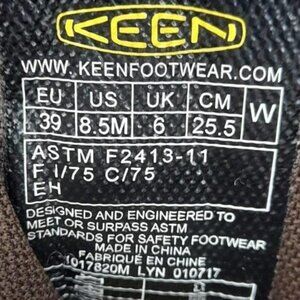 KEEN
WWW.KEENFOOTWEAR.COM
EU US UK CM W
39 8.5M 6 25.5
ASTM F2413-11
F I/75 C/75
EH
DESIGNED AND ENGINEERED TO
MEET OR SURPASS ASTM
STANDARDS FOR SAFETY FOOTWEAR
MADE IN CHINA
FABRIQUÉ EN CHINE
1017820M LYN 010717